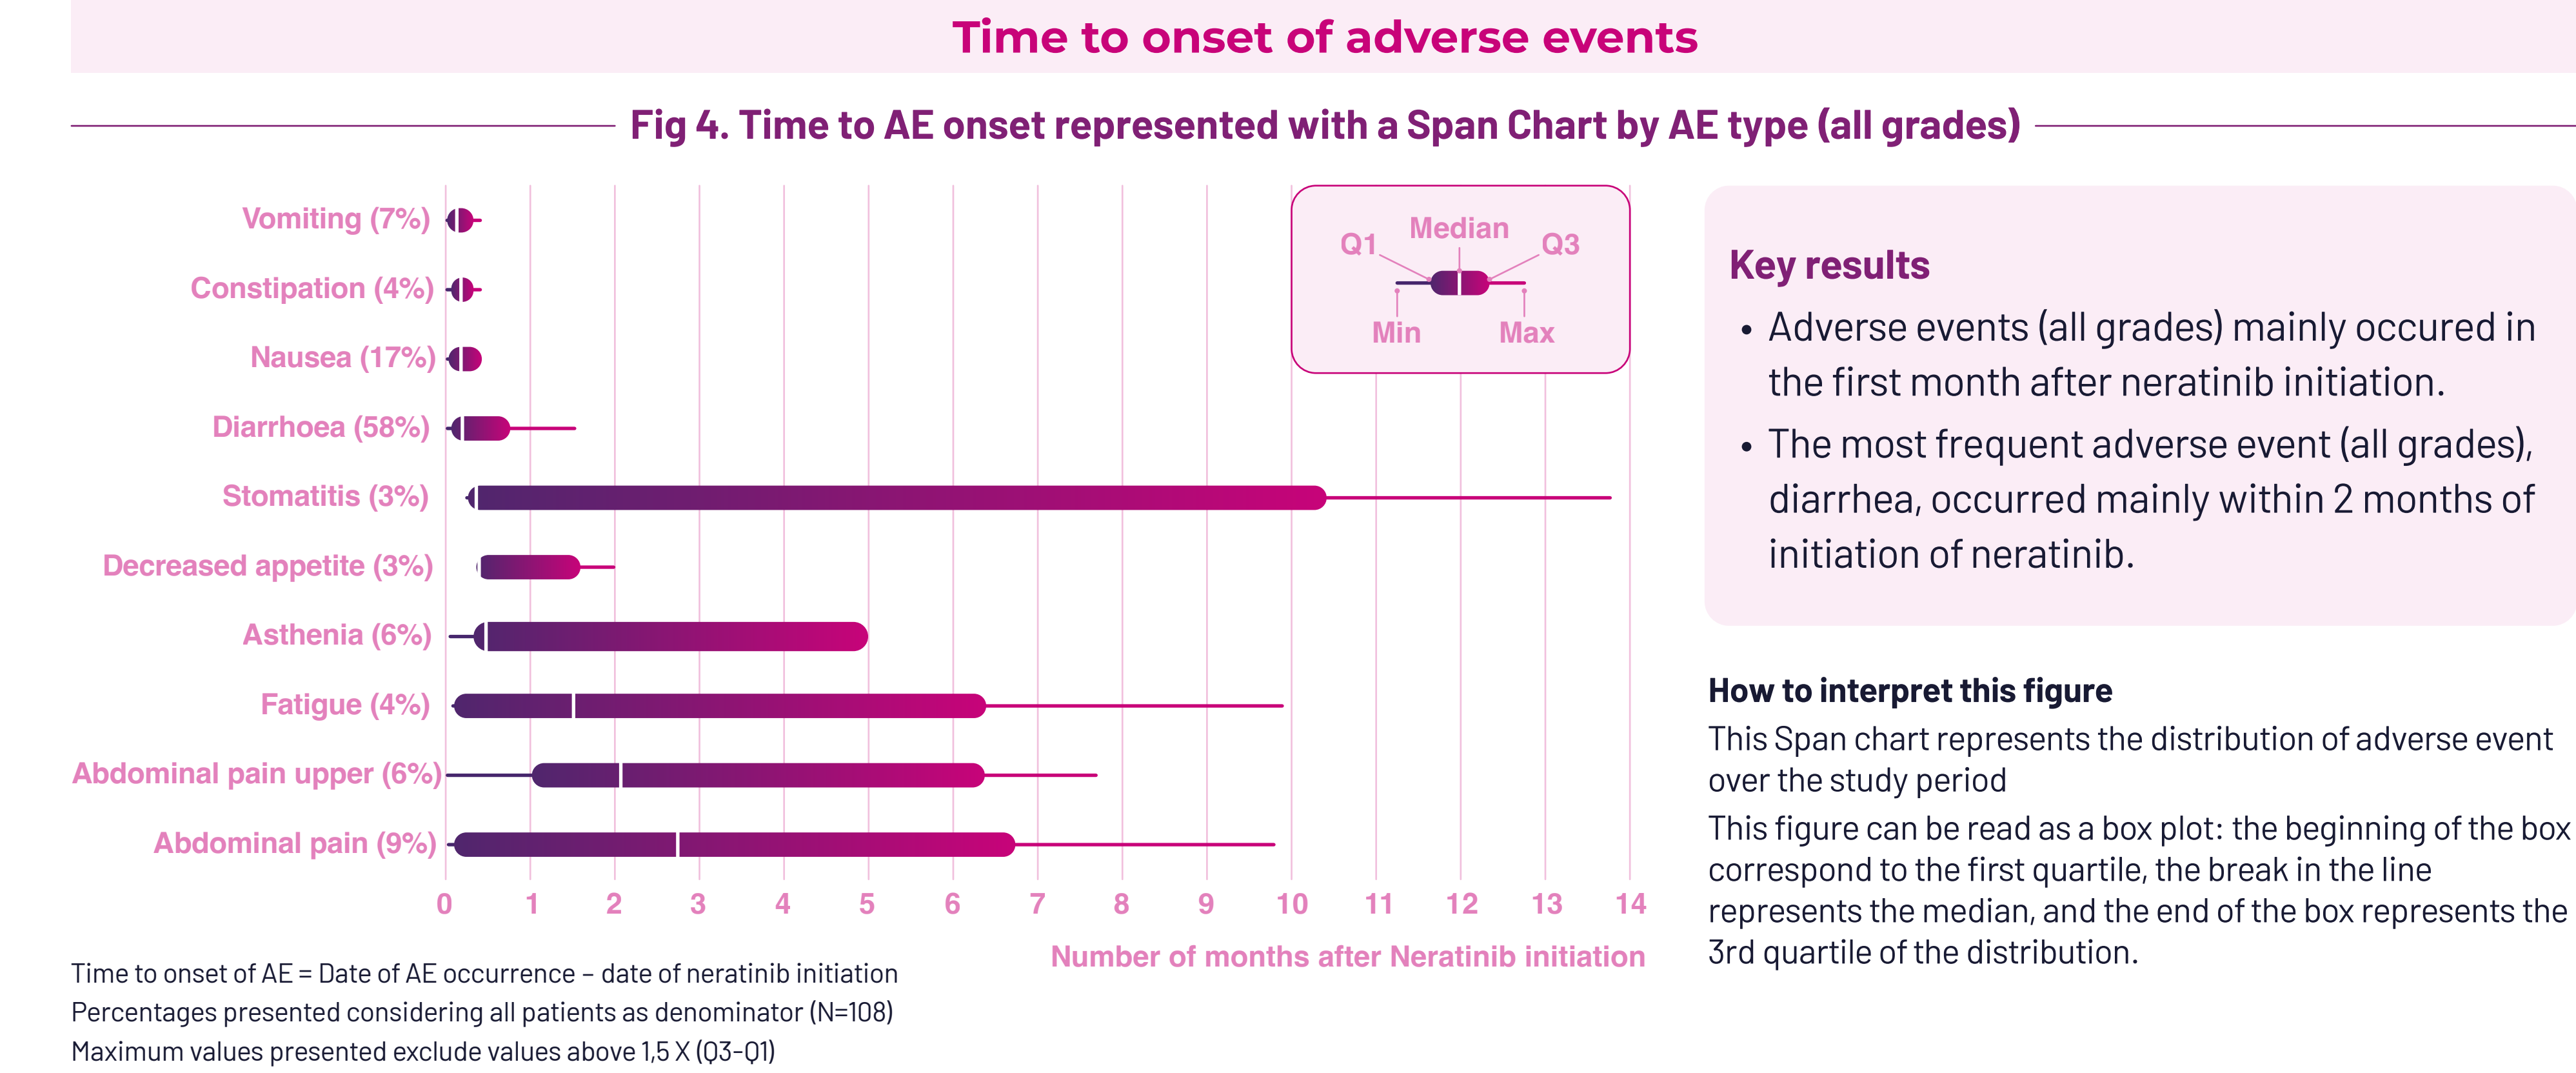 Time to onset of adverse events
Fig 4. Time to AE onset represented with a Span Chart by AE type (all grades)
Vomiting (7%)
Constipation (4%)
Nausea (17%)
Diarrhoea (58%)
Stomatitis (3%)
Decreased appetite (3%)
Asthenia (6%)
Fatigue (4%)
Abdominal pain upper (6%)
Abdominal pain (9%)
0 1 2 3 4 5 6 7 8 9 10 11 12 13 14
Number of months after Neratinib initiation
Median
Q1 Q3
Min Max
Time to onset of AE = Date of AE occurrence – date of neratinib initiation
Percentages presented considering all patients as denominator (N=108)
Maximum values presented exclude values above 1,5 X (Q3-Q1)
Key results
• Adverse events (all grades) mainly occured in
the first month after neratinib initiation.
• The most frequent adverse event (all grades),
diarrhea, occurred mainly within 2 months of
initiation of neratinib.
How to interpret this figure
This Span chart represents the distribution of adverse event
over the study period
This figure can be read as a box plot: the beginning of the box
correspond to the first quartile, the break in the line
represents the median, and the end of the box represents the
3rd quartile of the distribution.